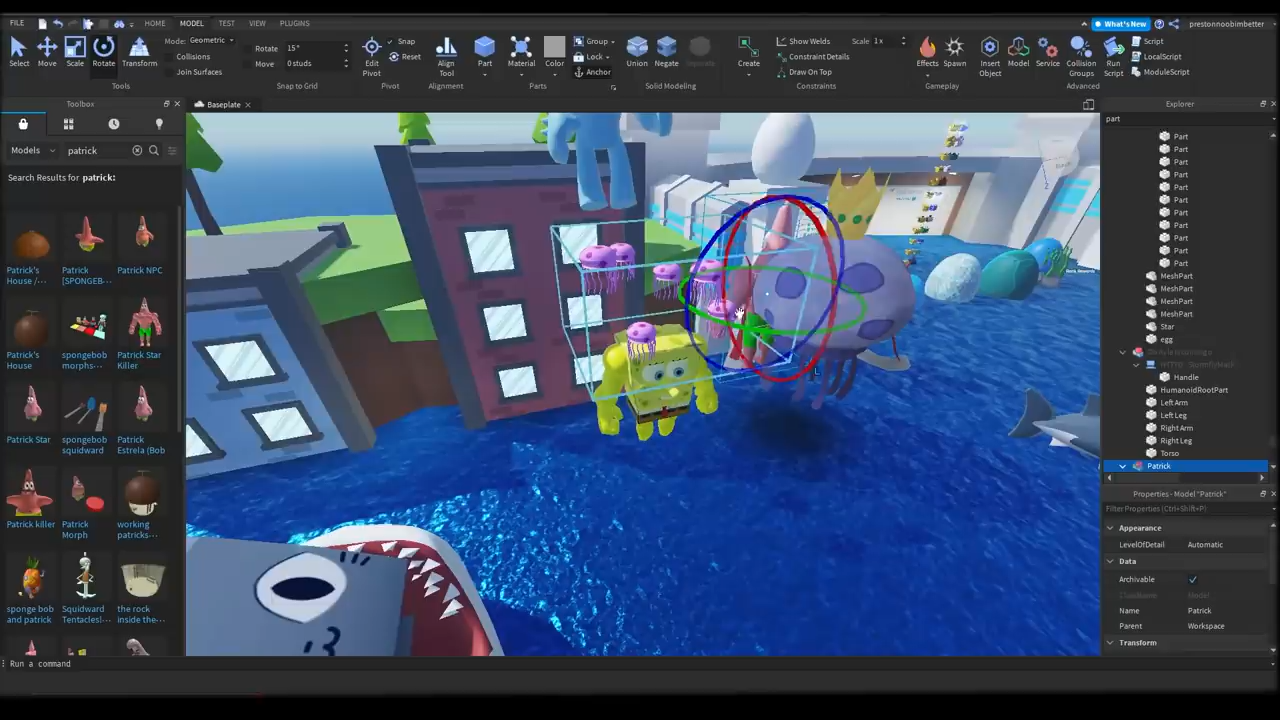 FILE
HOME MODEL TEST VIEW PLUGINS
What's New
prestonnoobimbetter
Mode: Geometric
Collisions
Join Surfaces
Select Move Scale Rotate Transform
Tools
Rotate 15°
Move 0 studs
Snap to Grid
Edit Pivot
Snap
Reset
Pivot
Align Tool
Alignment
Part Material Color
Group
Lock
Anchor
Parts
Union Negate Separate
Solid Modeling
Create
Show Welds
Scale 1x
Constraint Details
Draw On Top
Constraints
Effects Spawn
Gameplay
Insert Object
Model Service
Collision Groups
Run Script
Script
LocalScript
ModuleScript
Advanced
Toolbox
Models
patrick
Search Results for patrick:
Patrick's House /-··
Patrick [SPONGEB-··
Patrick NPC
Patrick's House
spongebob morphs-··
Patrick Star Killer
Patrick Star
spongebob squidward
Patrick Estrela (Bob
Patrick killer
Patrick Morph
working patricks-··
sponge bob and patrick
Squidward Tentacles!-··
the rock inside the-··
Baseplate
L
Explorer
part
Part
Part
Part
Part
Part
Part
Part
Part
Part
Part
Part
MeshPart
MeshPart
MeshPart
MeshPart
Star
egg
Handle
HumanoidRootPart
Left Arm
Left Leg
Right Arm
Right Leg
Torso
Patrick
Properties - Model "Patrick"
Filter Properties (Ctrl+Shift+P)
Appearance
LevelOfDetail Automatic
Data
Archivable
ClassName Model
Name Patrick
Parent Workspace
Transform
Run a command